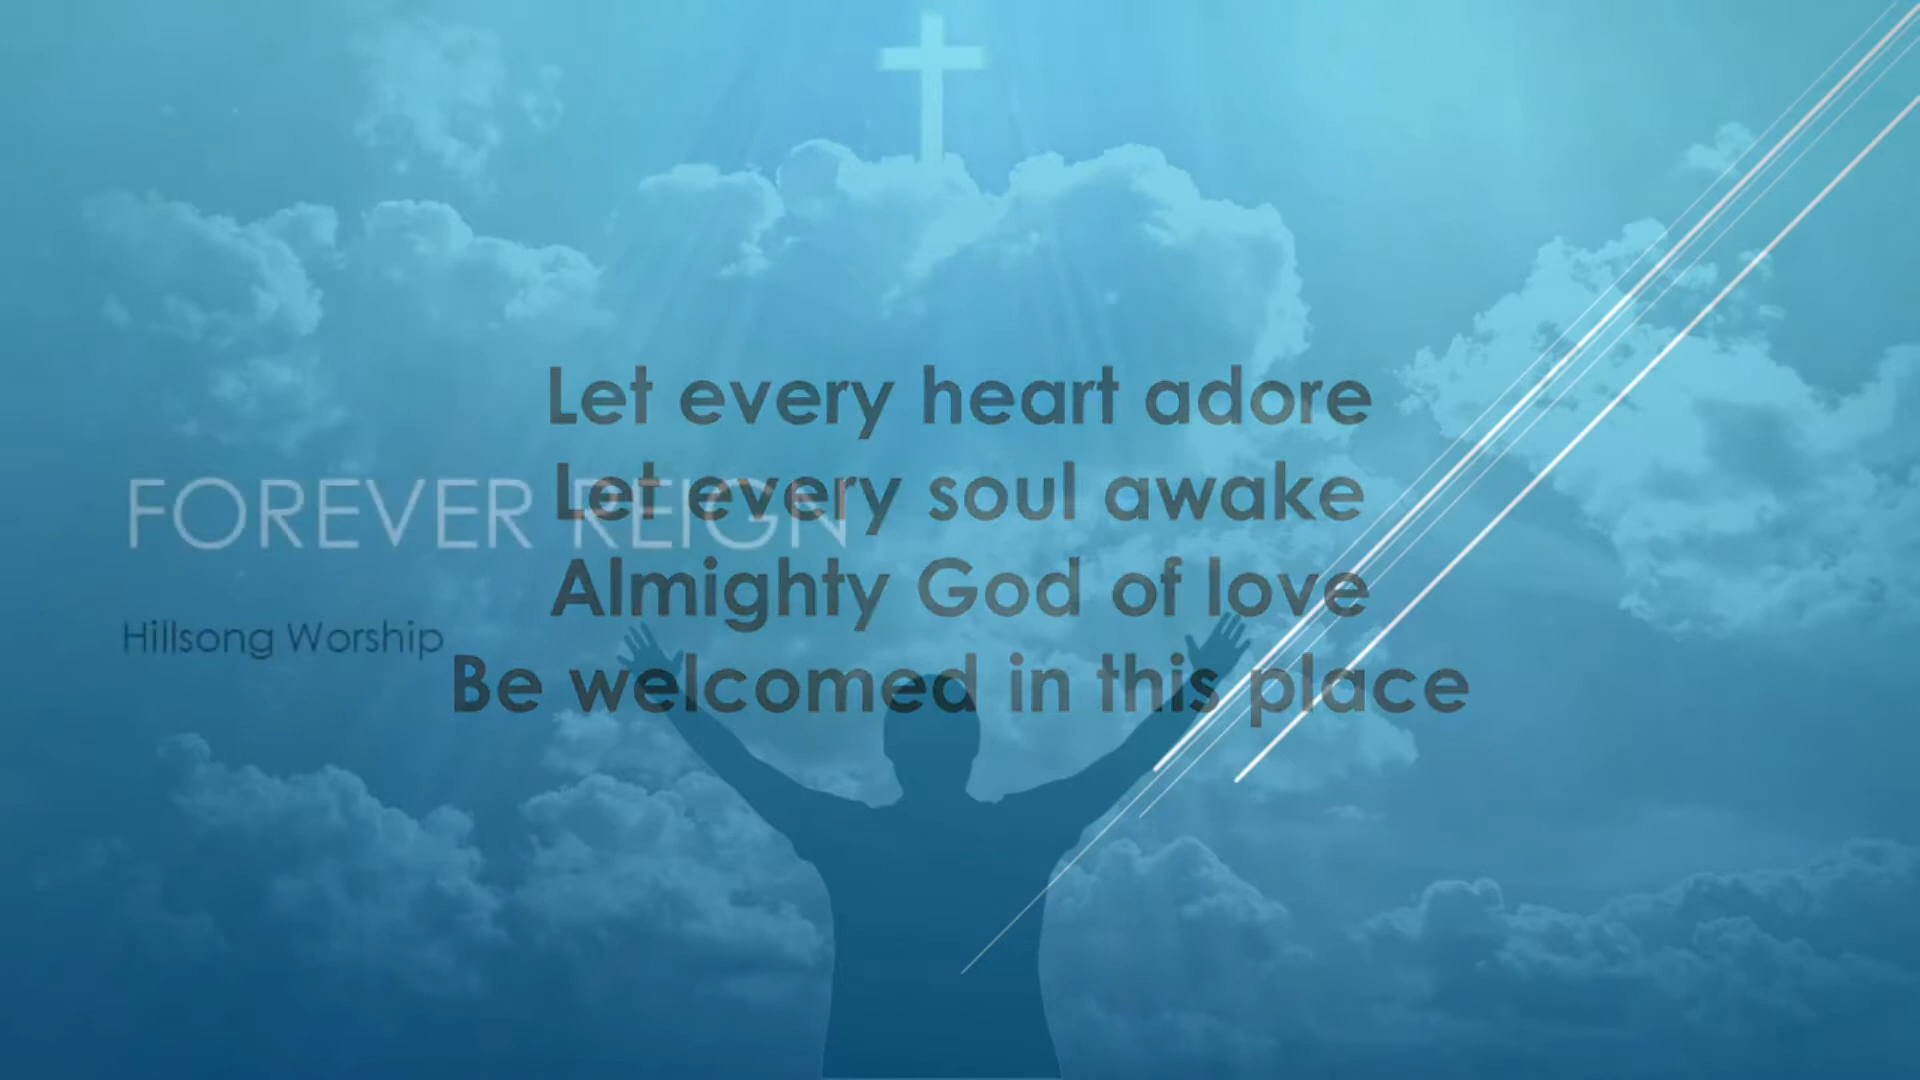 FOREVER REIGN
Hillsong Worship
Let every heart adore
Let every soul awake
Almighty God of love
Be welcomed in this place